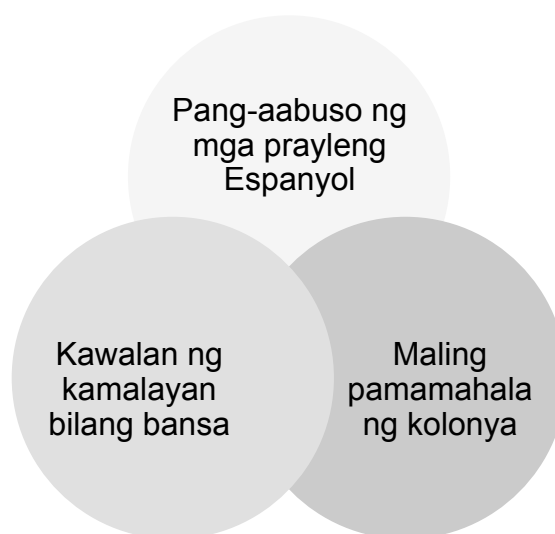 Pang-aabuso ng
mga prayleng
Espanyol
Kawalan ng
kamalayan
bilang bansa
Maling
pamamahala
ng kolonya